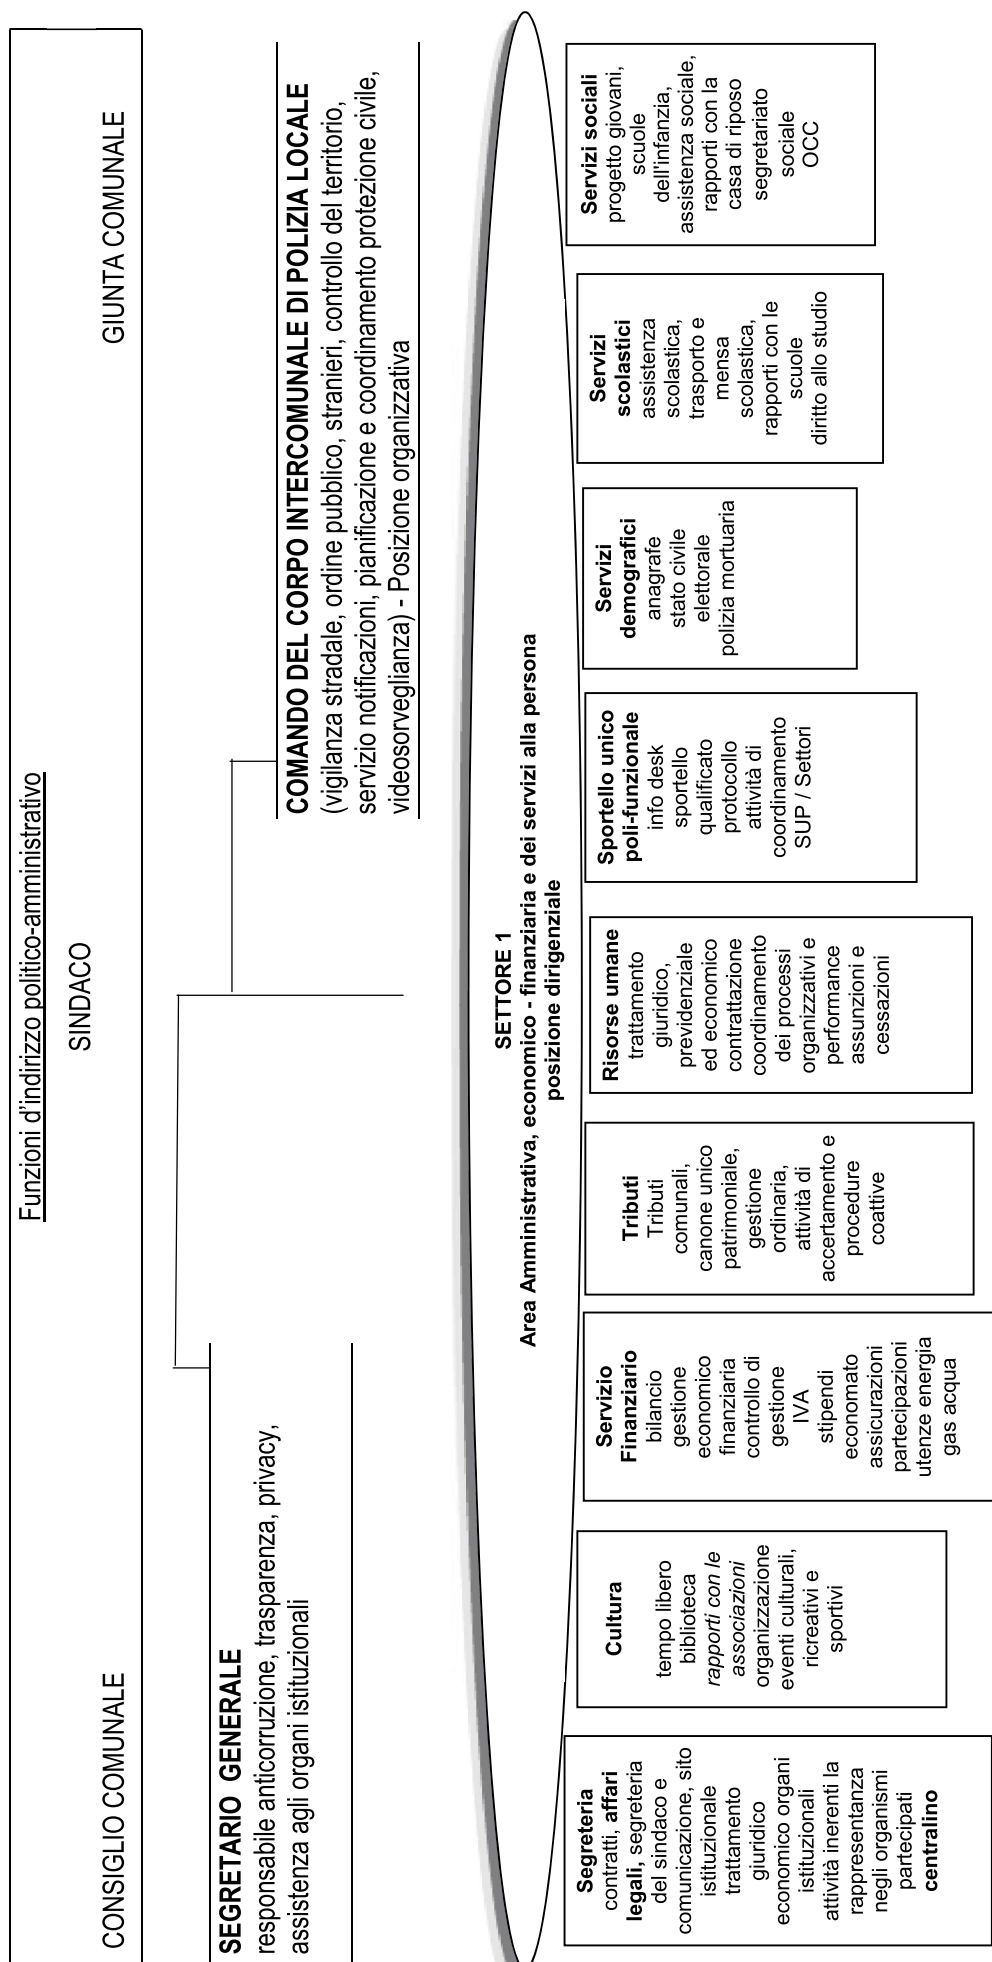 Funzioni d'indirizzo politico-amministrativo
SINDACO
CONSIGLIO COMUNALE
GIUNTA COMUNALE
SEGRETARIO GENERALE
responsabile anticorruzione, trasparenza, privacy,
assistenza agli organi istituzionali
COMANDO DEL CORPO INTERCOMUNALE DI POLIZIA LOCALE
(vigilanza stradale, ordine pubblico, stranieri, controllo del territorio,
servizio notificazioni, pianificazione e coordinamento protezione civile,
videosorveglianza) - Posizione organizzativa
SETTORE 1
Area Amministrativa, economico - finanziaria e dei servizi alla persona
posizione dirigenziale
Segreteria
contratti, affari
legali, segreteria
del sindaco e
comunicazione, sito
istituzionale
trattamento
giuridico
economico organi
istituzionali
attività inerenti la
rappresentanza
negli organismi
partecipati
centralino
Cultura
tempo libero
biblioteca
rapporti con le
associazioni
organizzazione
eventi culturali,
ricreativi e
sportivi
Servizio
Finanziario
bilancio
gestione
economico
finanziaria
controllo di
gestione
IVA
stipendi
economato
assicurazioni
partecipazioni
utenze energia
gas acqua
Tributi
Tributi
comunali,
canone unico
patrimoniale,
gestione
ordinaria,
attività di
accertamento e
procedure
coattive
Risorse umane
trattamento
giuridico,
previdenziale
ed economico
contrattazione
coordinamento
dei processi
organizzativi e
performance
assunzioni e
cessazioni
Sportello unico
poli-funzionale
info desk
sportello
qualificato
protocollo
attività di
coordinamento
SUP / Settori
Servizi
demografici
anagrafe
stato civile
elettorale
polizia mortuaria
Servizi
scolastici
assistenza
scolastica,
trasporto e
mensa
scolastica,
rapporti con le
scuole
diritto allo studio
Servizi sociali
progetto giovani,
scuole
dell'infanzia,
assistenza sociale,
rapporti con la
casa di riposo
segretariato
sociale
OCC